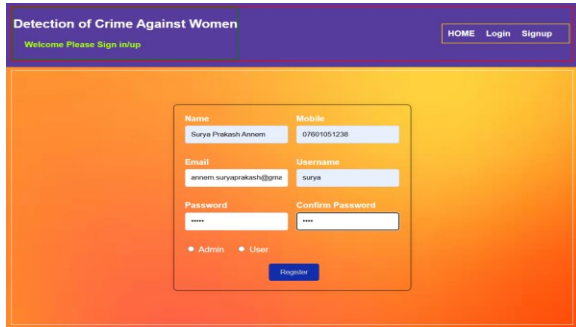 Detection of Crime Against Women
Welcome Please Sign in/up
HOME Login Signup
Name Mobile
Surya Prakash Annem 07601051238
Email Username
annem.suryaprakash@gma surya
Password Confirm Password
••••• ••••
Admin User
Register